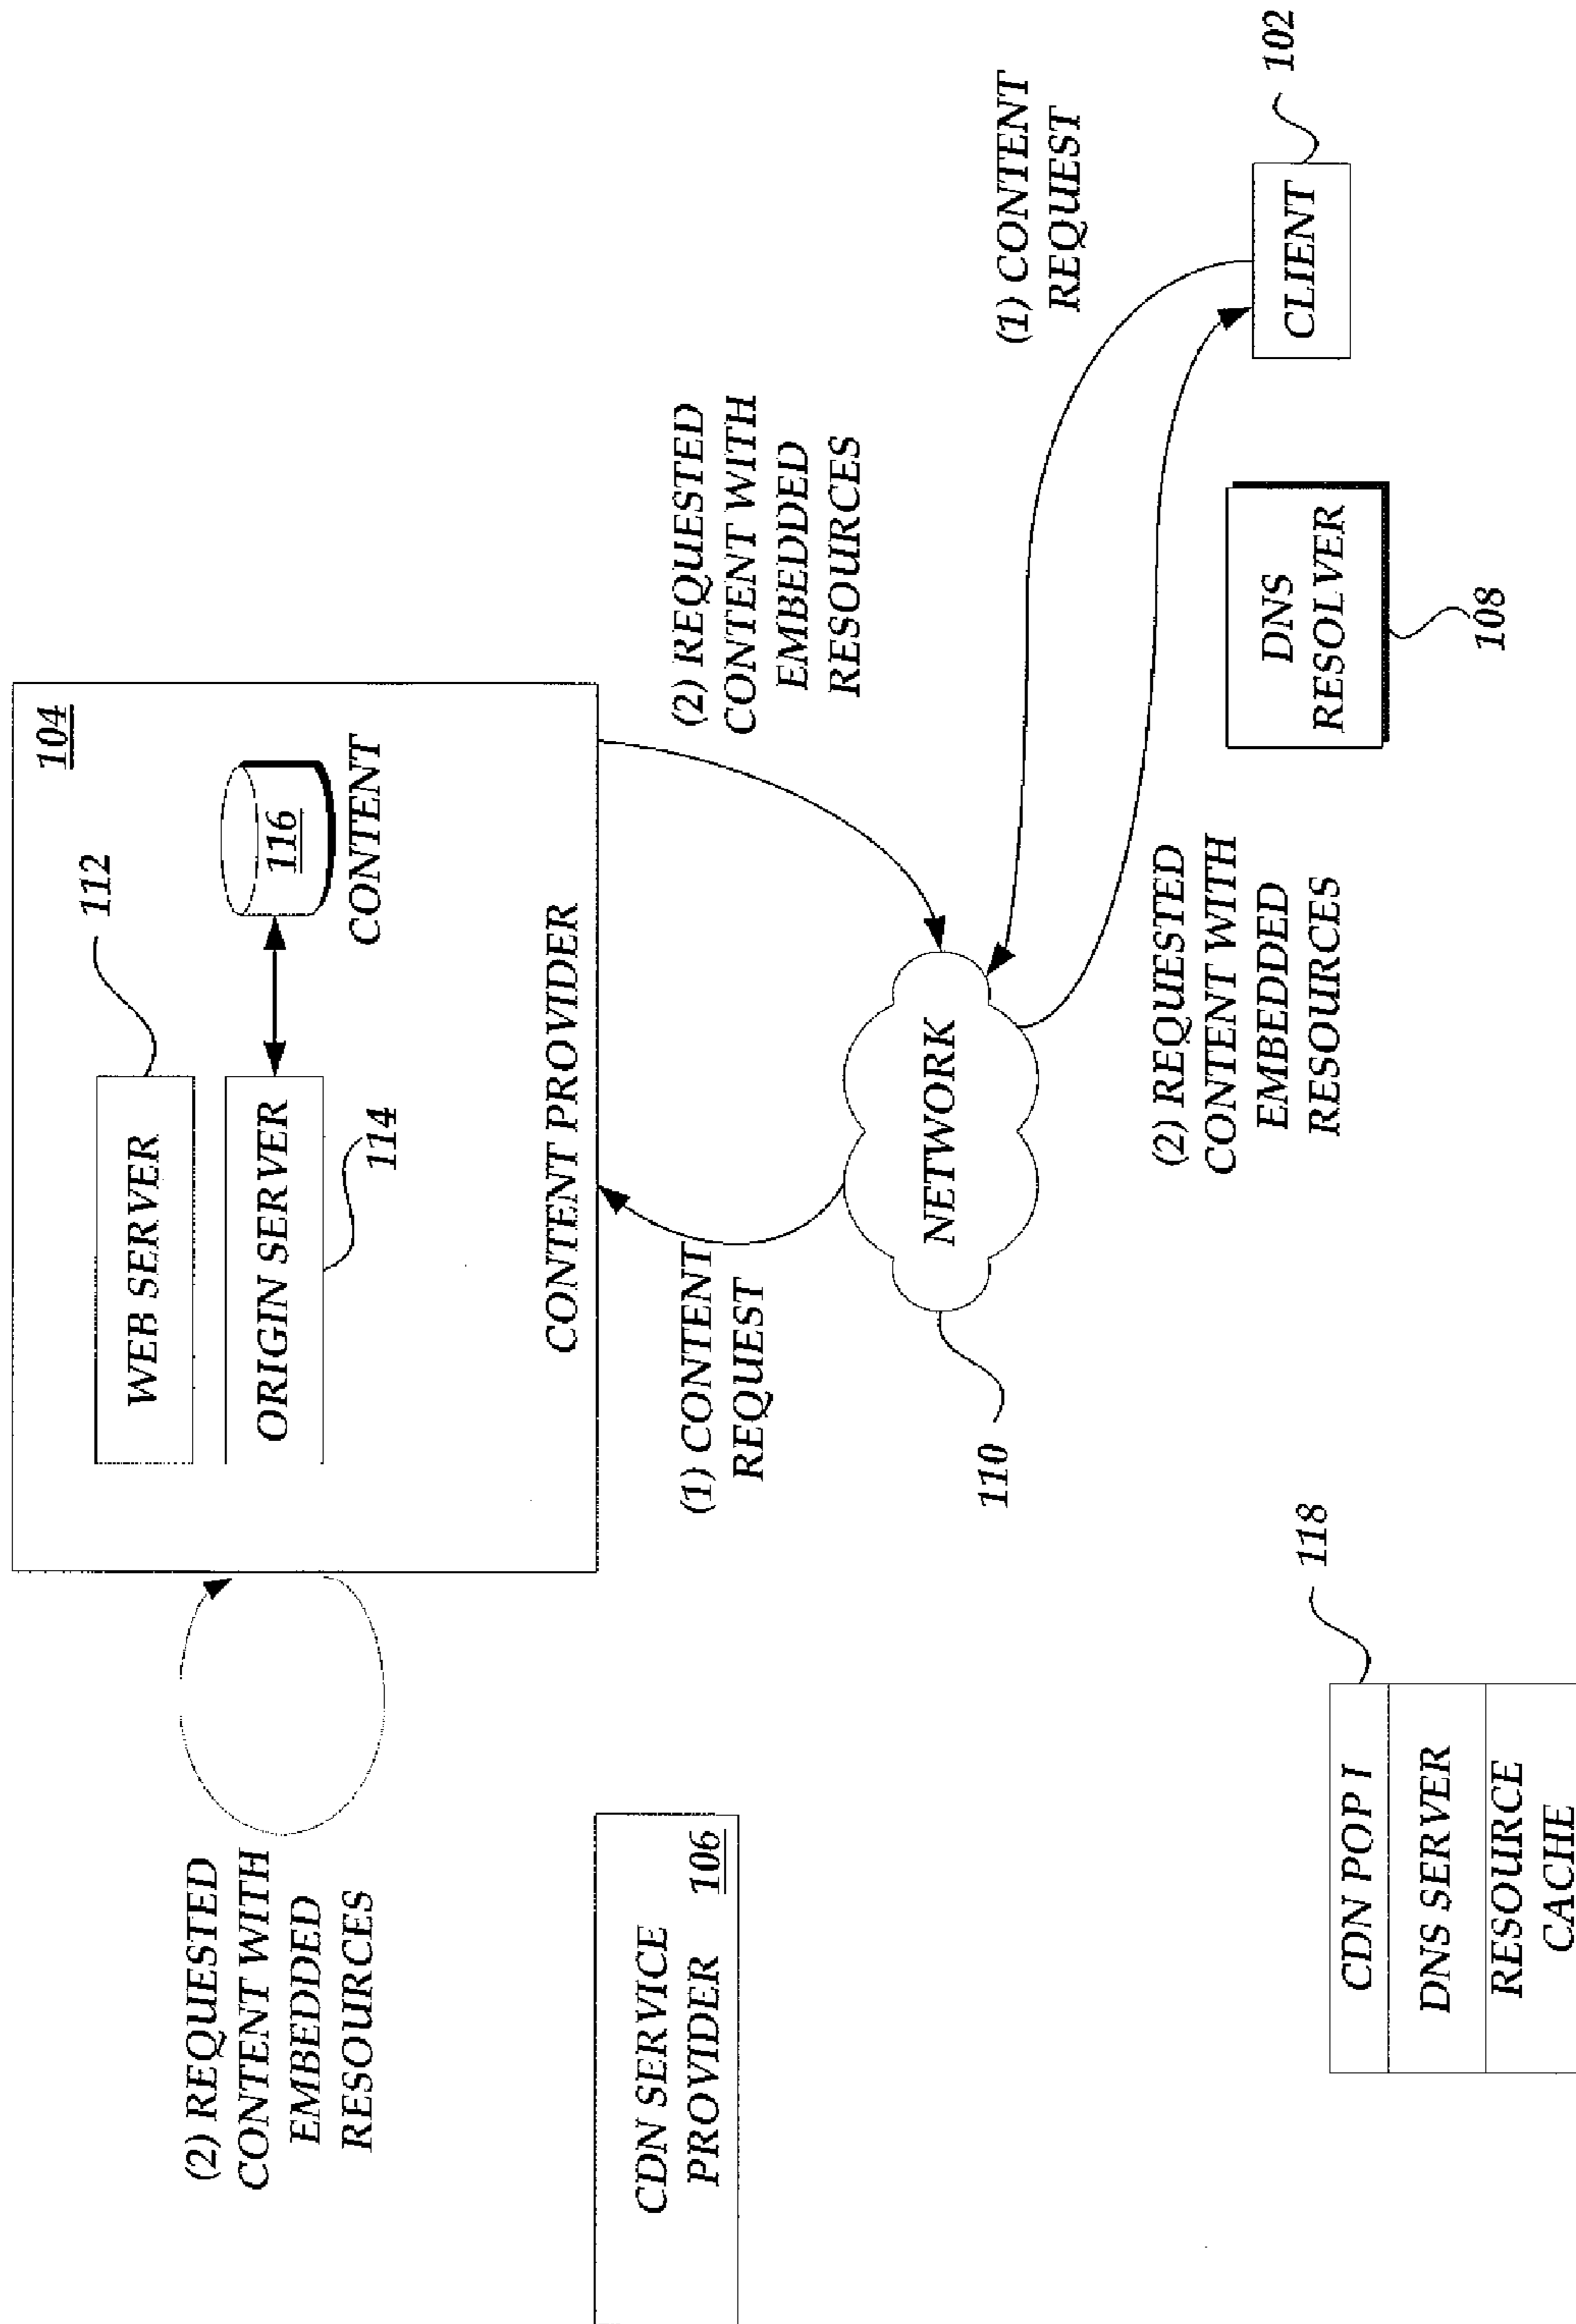 104
WEB SERVER
112
ORIGIN SERVER
114
116
CONTENT
CONTENT PROVIDER
(2) REQUESTED
CONTENT WITH
EMBEDDED
RESOURCES
(2) REQUESTED
CONTENT WITH
EMBEDDED
RESOURCES
CDN SERVICE
PROVIDER
106
(1) CONTENT
REQUEST
NETWORK
110
(1) CONTENT
REQUEST
CLIENT
102
(2) REQUESTED
CONTENT WITH
EMBEDDED
RESOURCES
DNS
RESOLVER
108
118
CDN POP I
DNS SERVER
RESOURCE
CACHE